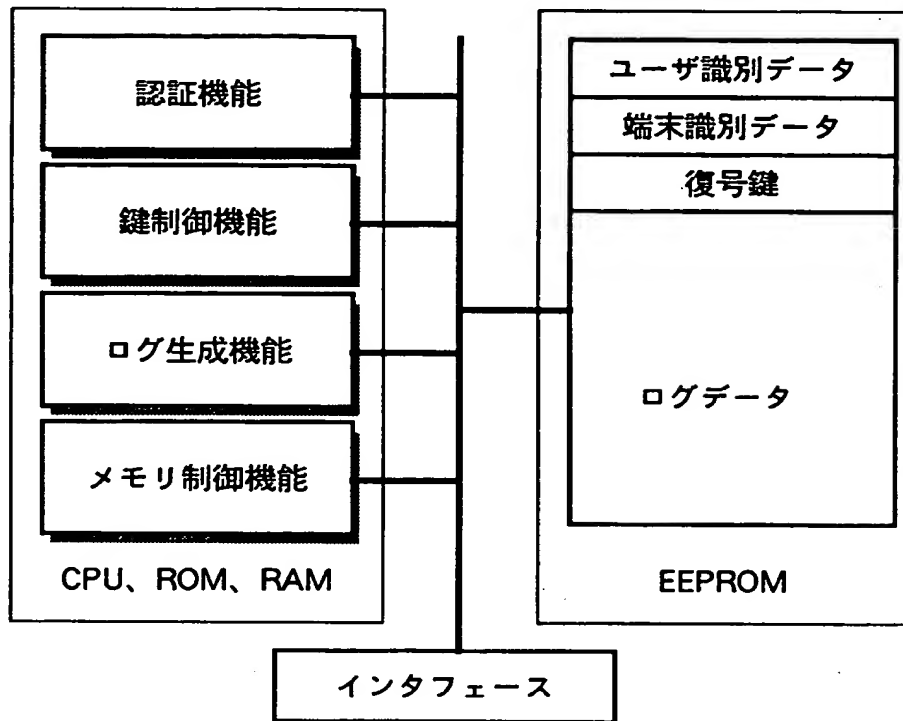 認証機能
鍵制御機能
ログ生成機能
メモリ制御機能
CPU、ROM、RAM
ユーザ識別データ
端末識別データ
復号鍵
ログデータ
EEPROM
インタフェース